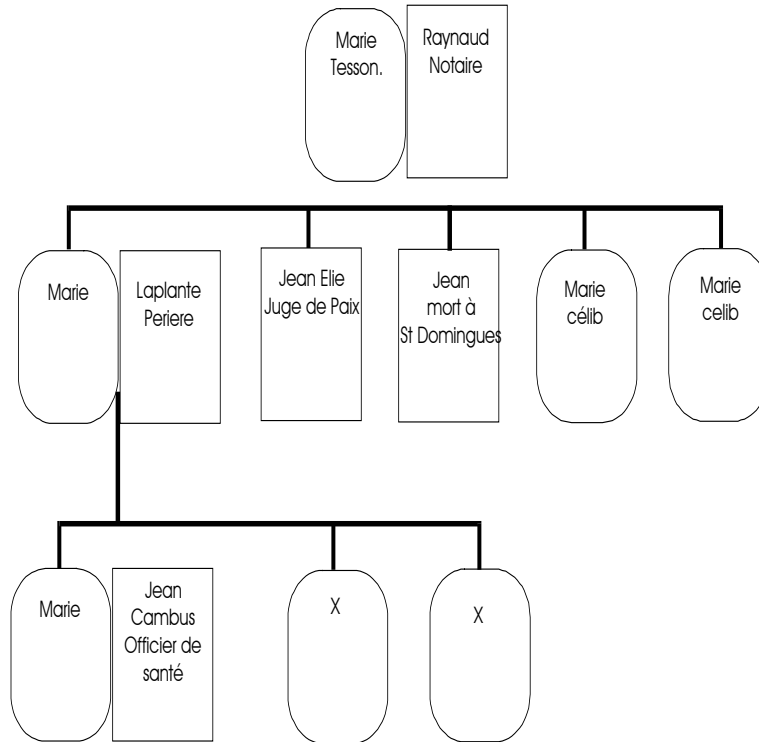 Marie
Tesson.
Raynaud
Notaire
Marie
Laplante
Periere
Jean Elie
Juge de Paix
Jean
mort à
St Domingues
Marie
célib
Marie
celib
Marie
Jean
Cambus
Officier de
santé
X
X